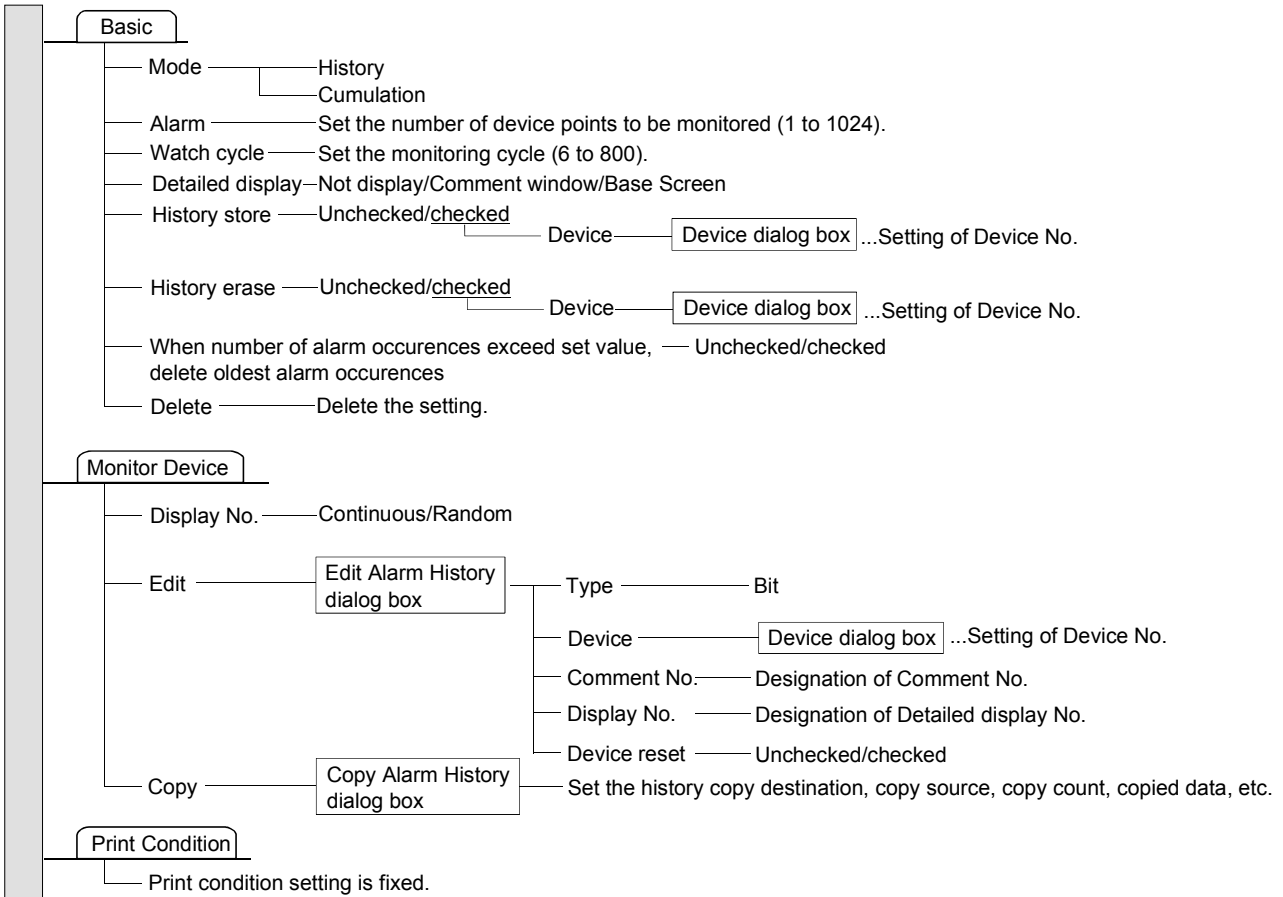 Basic
Mode History
Cumulation
Alarm Set the number of device points to be monitored (1 to 1024).
Watch cycle Set the monitoring cycle (6 to 800).
Detailed display Not display/Comment window/Base Screen
History store Unchecked/checked
Device Device dialog box ...Setting of Device No.
History erase Unchecked/checked
Device Device dialog box ...Setting of Device No.
When number of alarm occurences exceed set value, Unchecked/checked
delete oldest alarm occurences
Delete Delete the setting.
Monitor Device
Display No. Continuous/Random
Edit Edit Alarm History
dialog box
Type Bit
Device Device dialog box ...Setting of Device No.
Comment No. Designation of Comment No.
Display No. Designation of Detailed display No.
Device reset Unchecked/checked
Copy Copy Alarm History
dialog box
Set the history copy destination, copy source, copy count, copied data, etc.
Print Condition
Print condition setting is fixed.